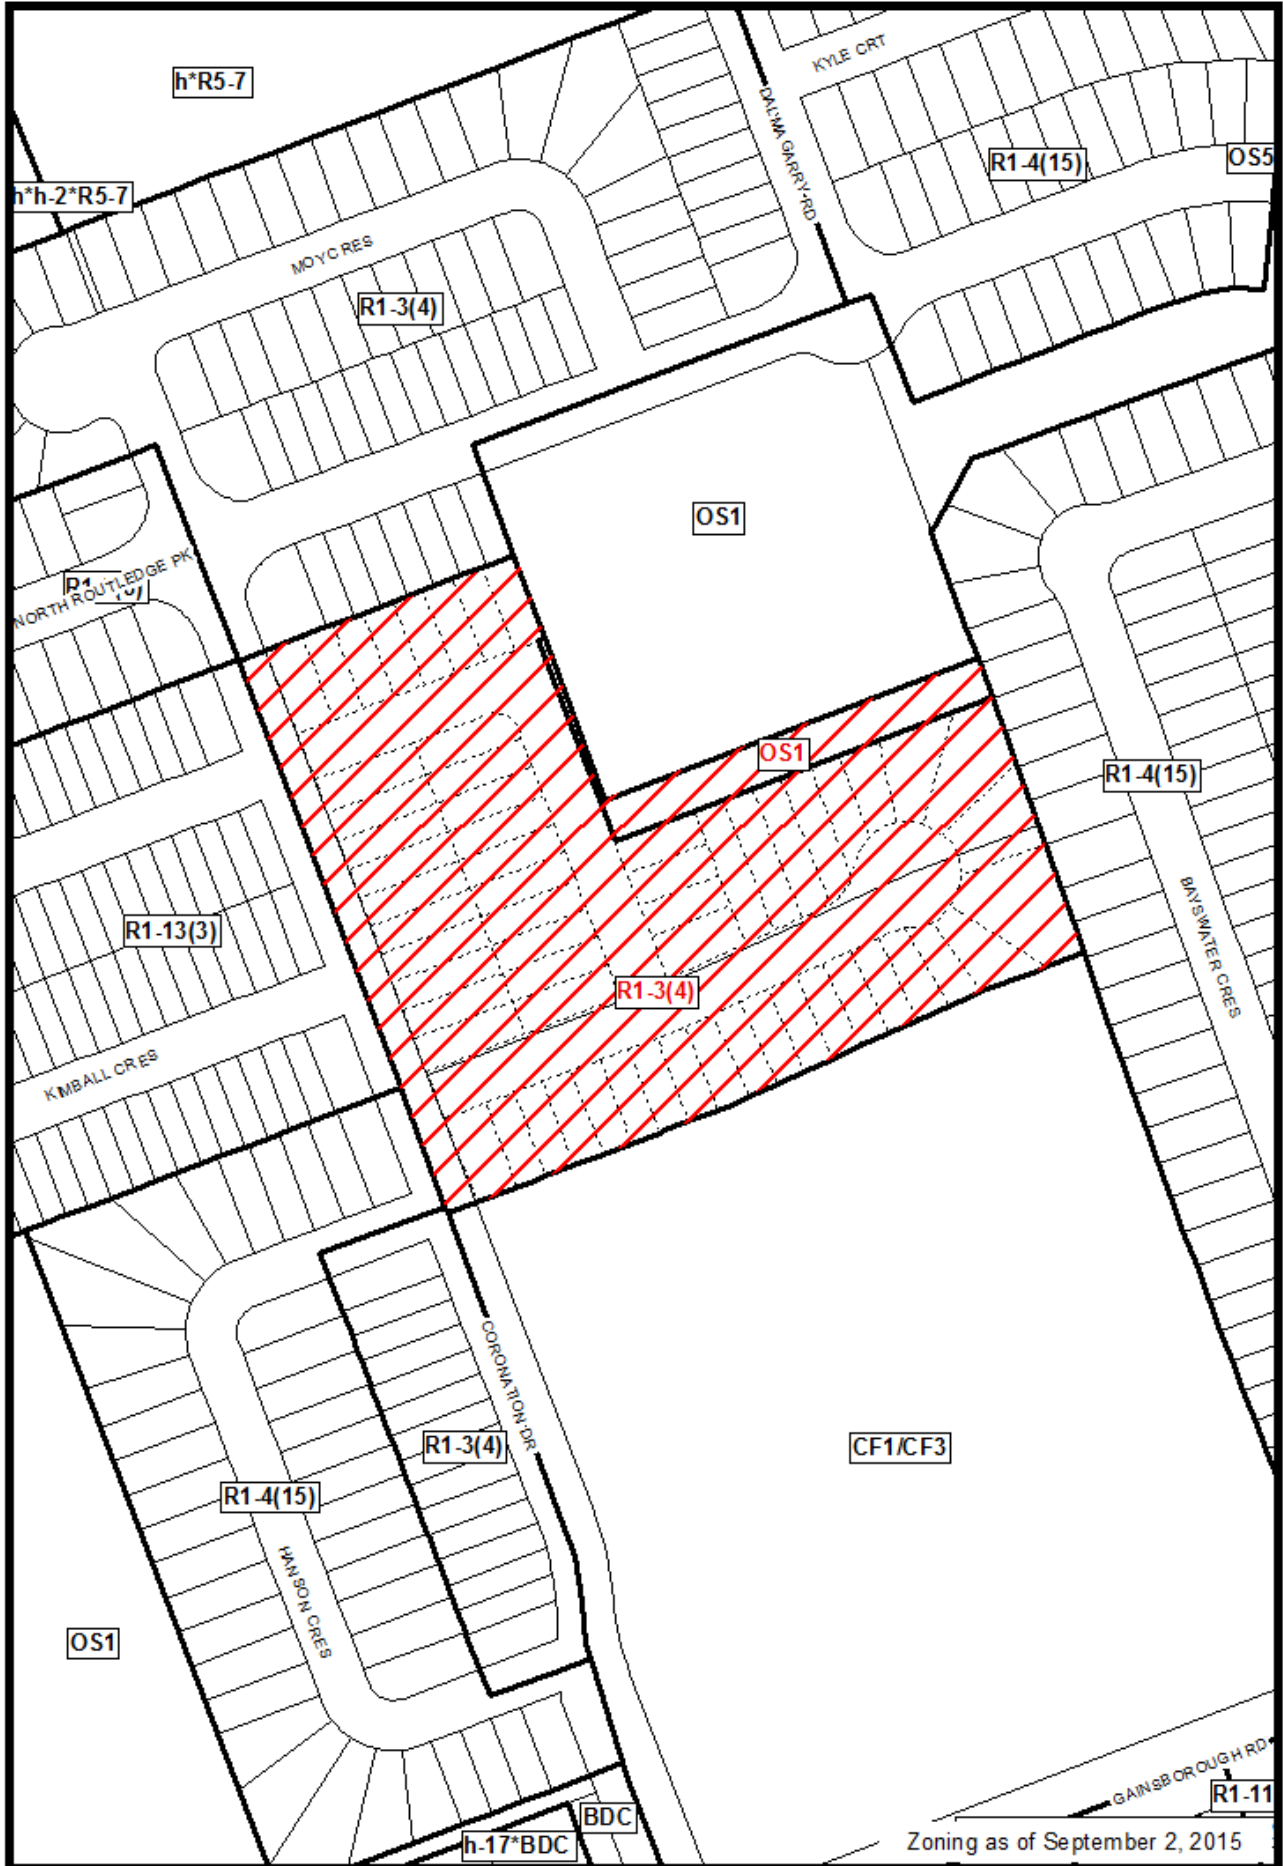 h*R5-7
KYLE CRT
DALMAGARRY RD
R1-4(15)
OS5
h*h-2*R5-7
MOY CRES
R1-3(4)
OS1
NORTH ROUTLEDGE PK
OS1
R1-4(15)
R1-13(3)
BAYSWATER CRES
R1-3(4)
KIMBALL CRES
CORONATION DR
R1-3(4)
CF1/CF3
R1-4(15)
HANSON CRES
OS1
GAINSBOROUGH RD
R1-11
BDC
h-17*BDC
Zoning as of September 2, 2015